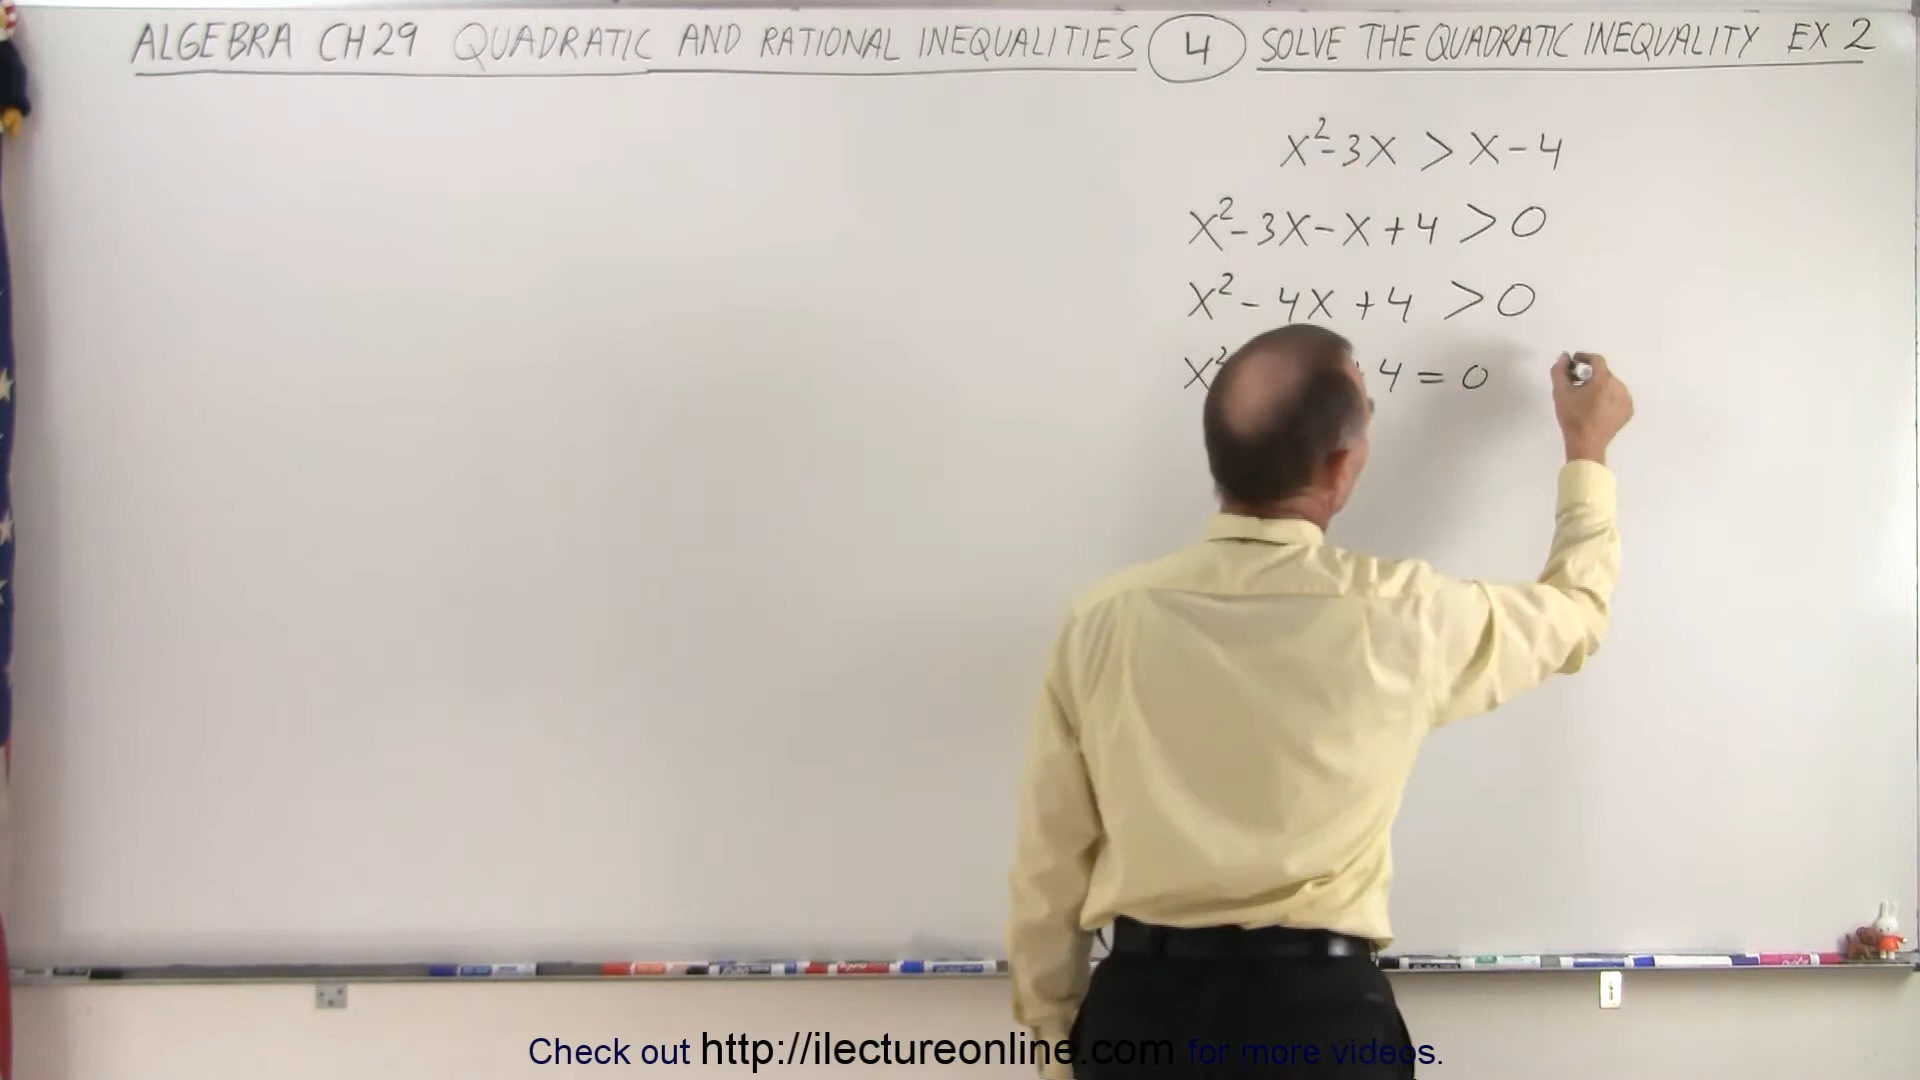 ALGEBRA CH29 QUADRATIC AND RATIONAL INEQUALITIES 4 SOLVE THE QUADRATIC INEQUALITY EX 2
x²-3x > x-4
x²-3x-x+4 > 0
x²-4x+4 > 0
x² 4 = 0
Check out http://ilectureonline.com for more videos.